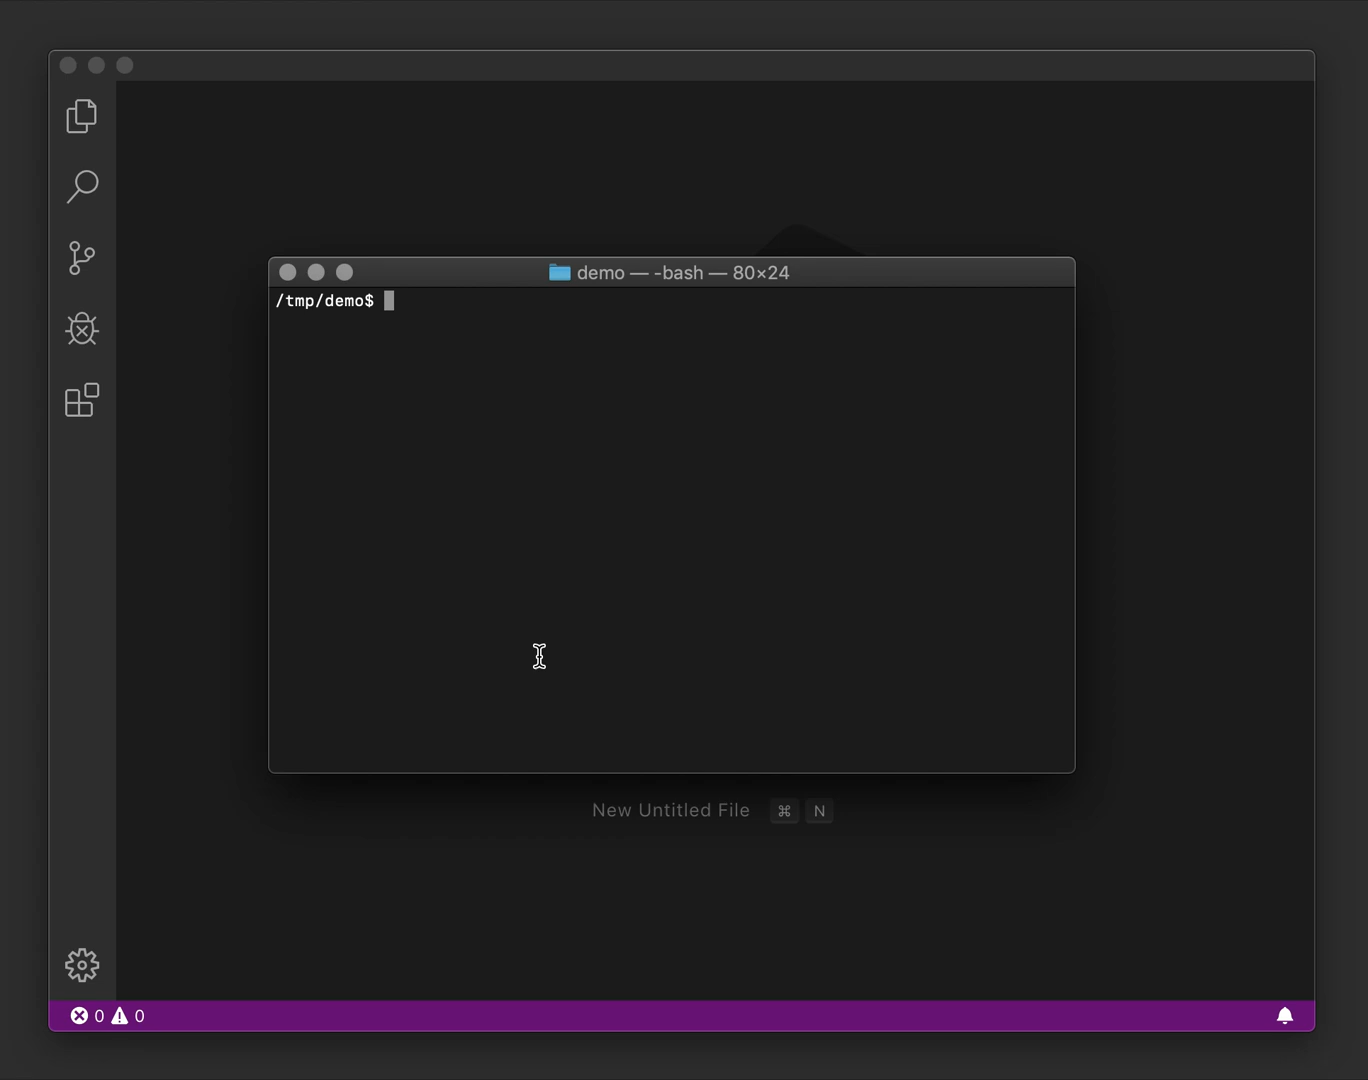 demo — -bash — 80×24
/tmp/demo$
New Untitled File ⌘ N
0 0